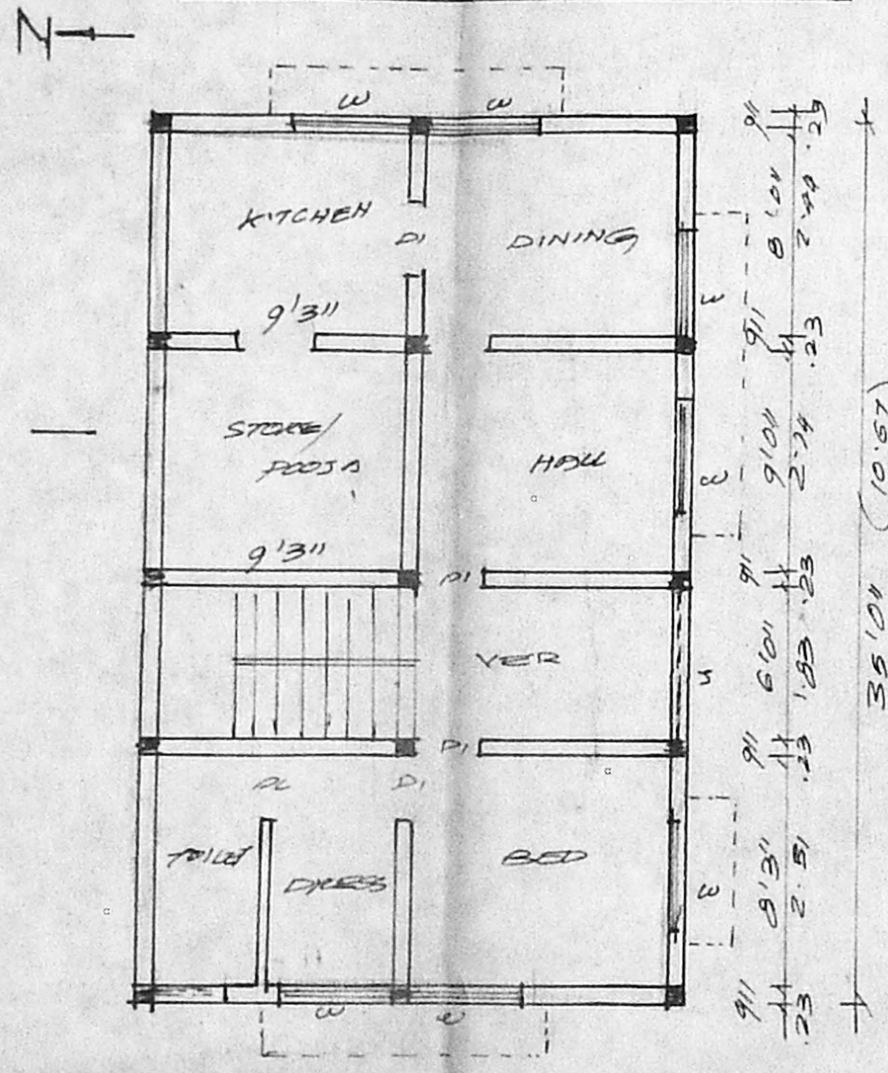 N
W W
KITCHEN
D1
DINING
9'3"
W
STORE/
POOJA
HALL
W
9'3"
D1
VER
D1
D2
D1
TOILET
DRESS
BED
W
W W
9"
.23
8'0"
2.44
9"
.23
9'0"
2.74
9"
.23
6'0"
1.83
9"
.23
8'3"
2.51
9"
.23
35'0" (10.67)